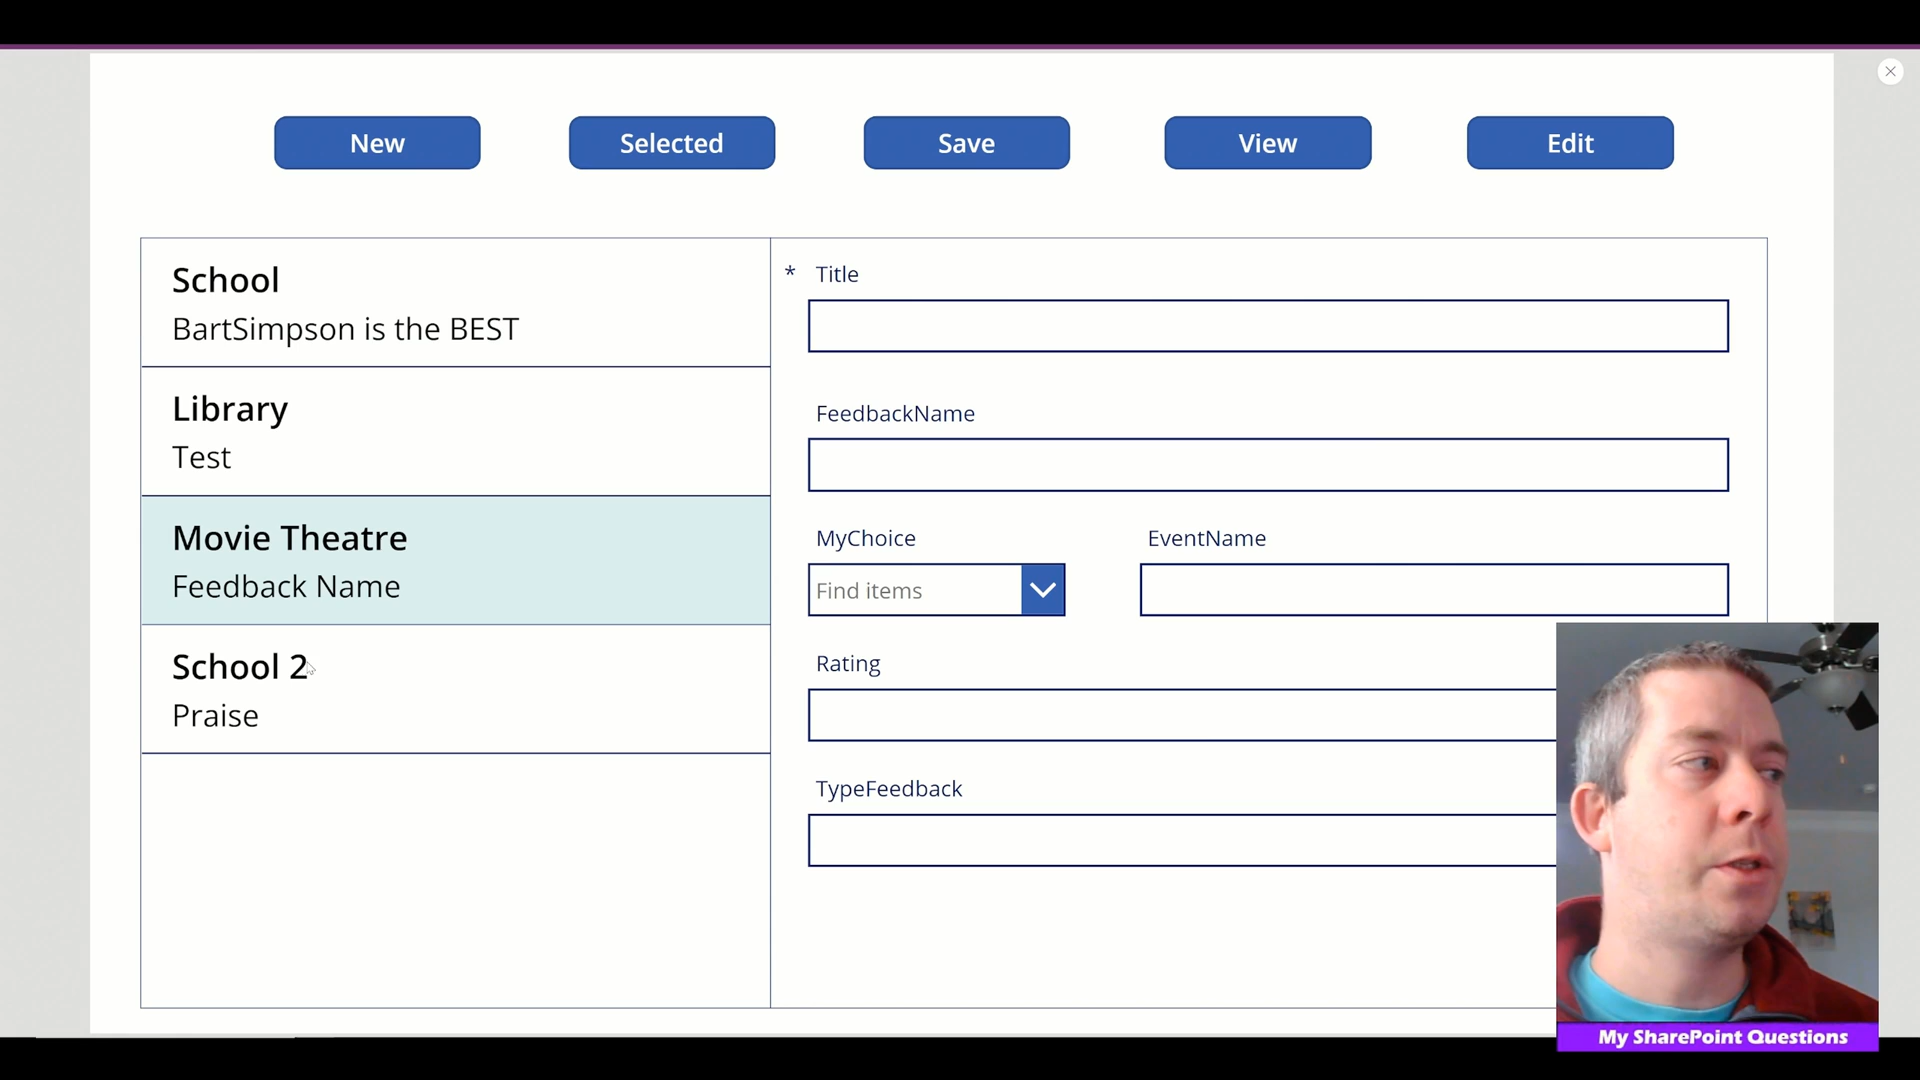 New
Selected
Save
View
Edit
School
BartSimpson is the BEST
Library
Test
Movie Theatre
Feedback Name
School 2
Praise
* Title
FeedbackName
MyChoice
EventName
Find items
Rating
TypeFeedback
My SharePoint Questions